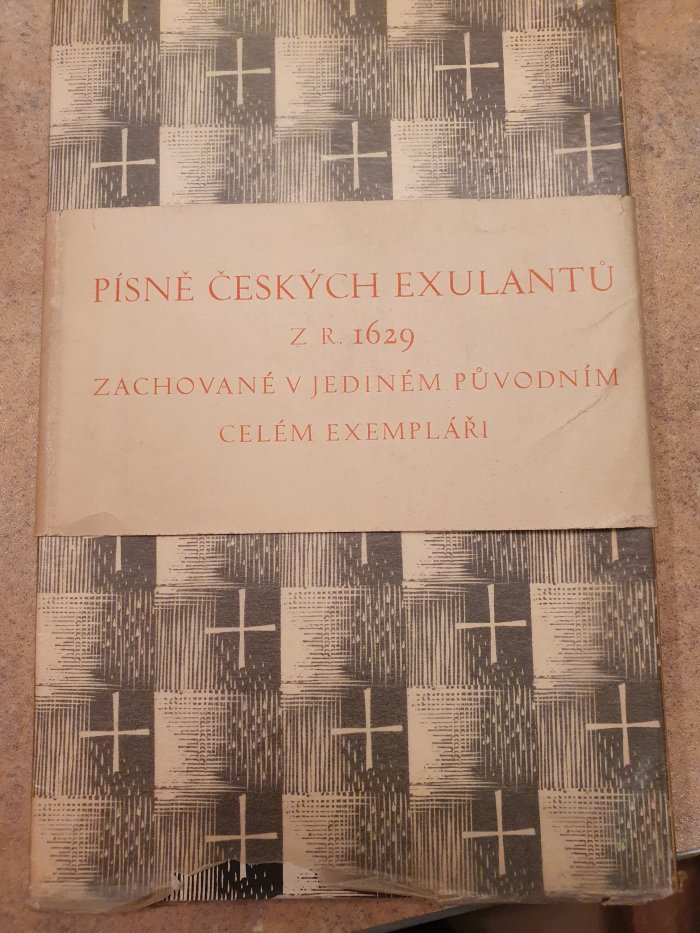 PÍSNĚ ČESKÝCH EXULANTŮ
Z R. 1629
ZACHOVANÉ V JEDINÉM PŮVODNÍM
CELÉM EXEMPLÁŘI